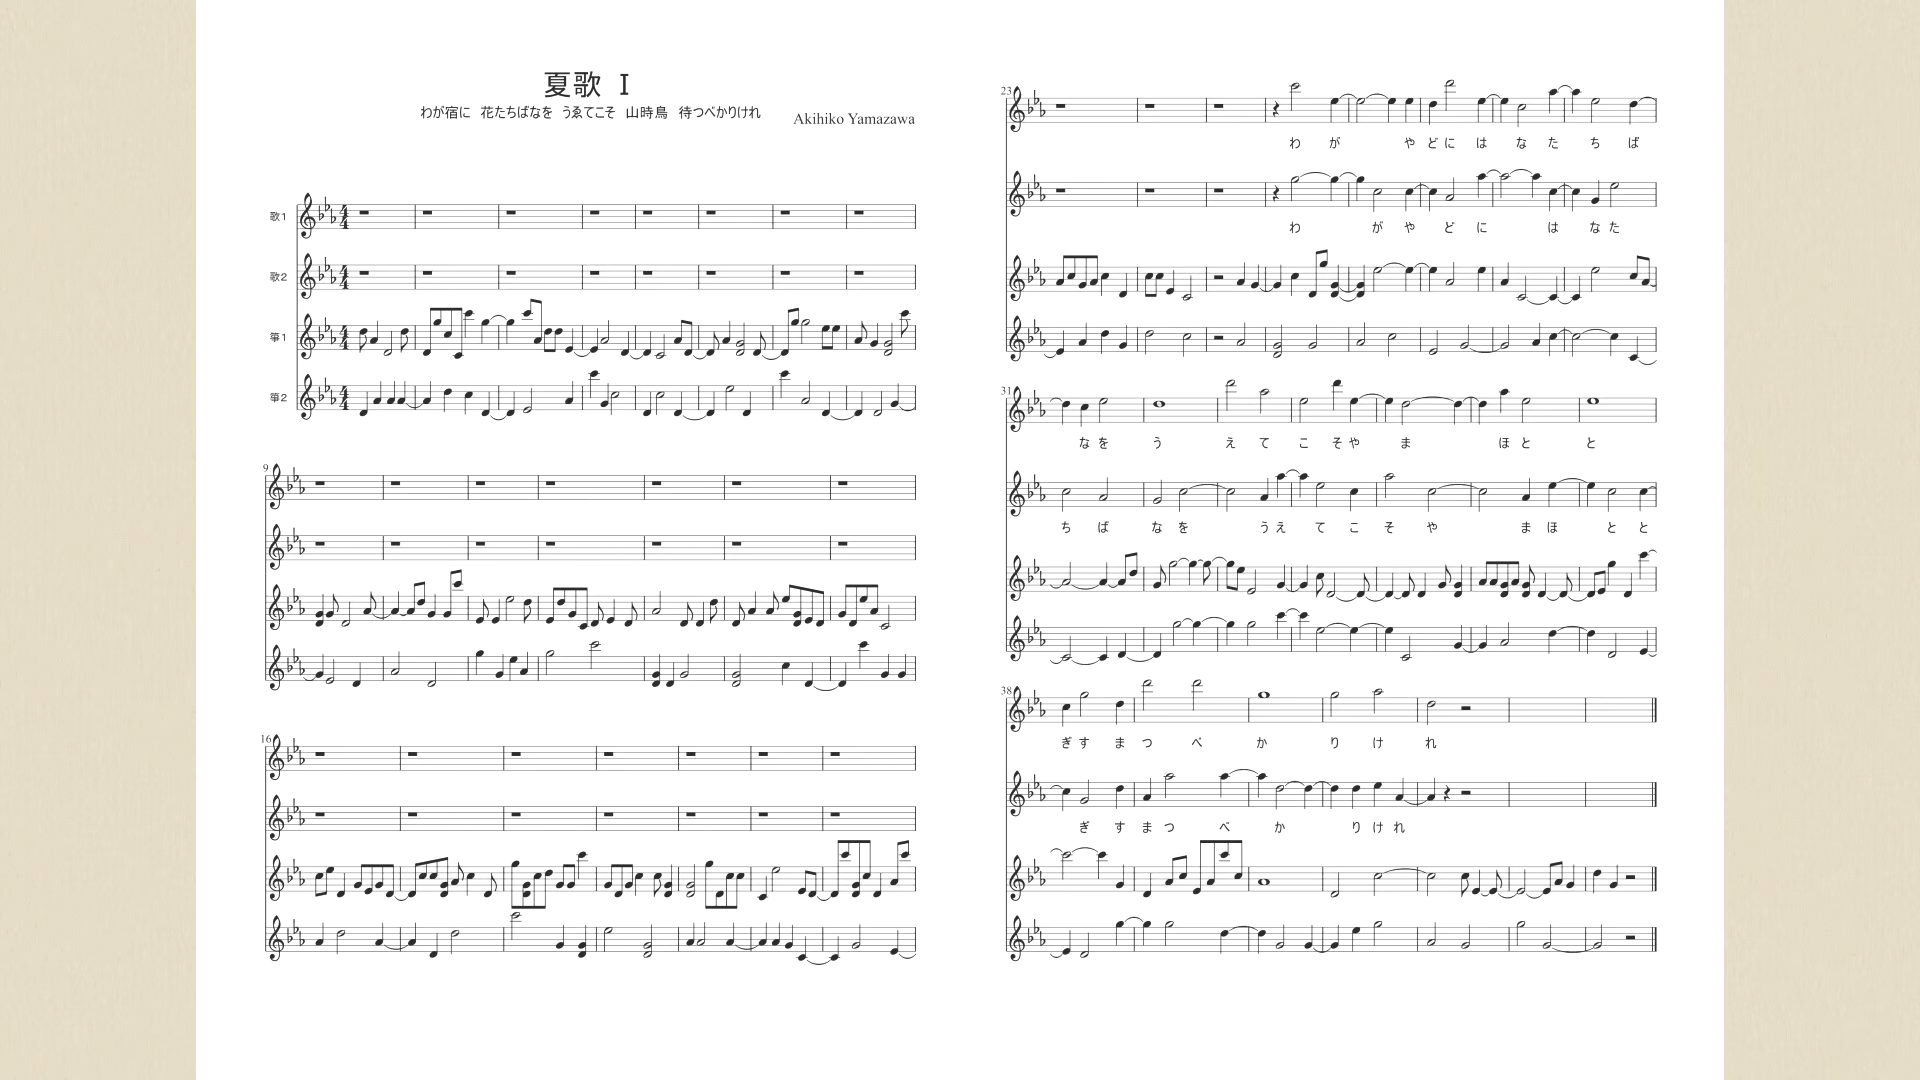 夏歌 I
わが宿に 花たちばなを うゑてこそ 山時鳥 待つべかりけれ
Akihiko Yamazawa
歌1
歌2
箏1
箏2
9
16
23
わ が や ど に は な た ち ば
わ が や ど に は な た
31
な を う え て こ そ や ま ほ と と
ち ば な を う え て こ そ や ま ほ と と
38
ぎ す ま つ べ か り け れ
ぎ す ま つ べ か り け れ